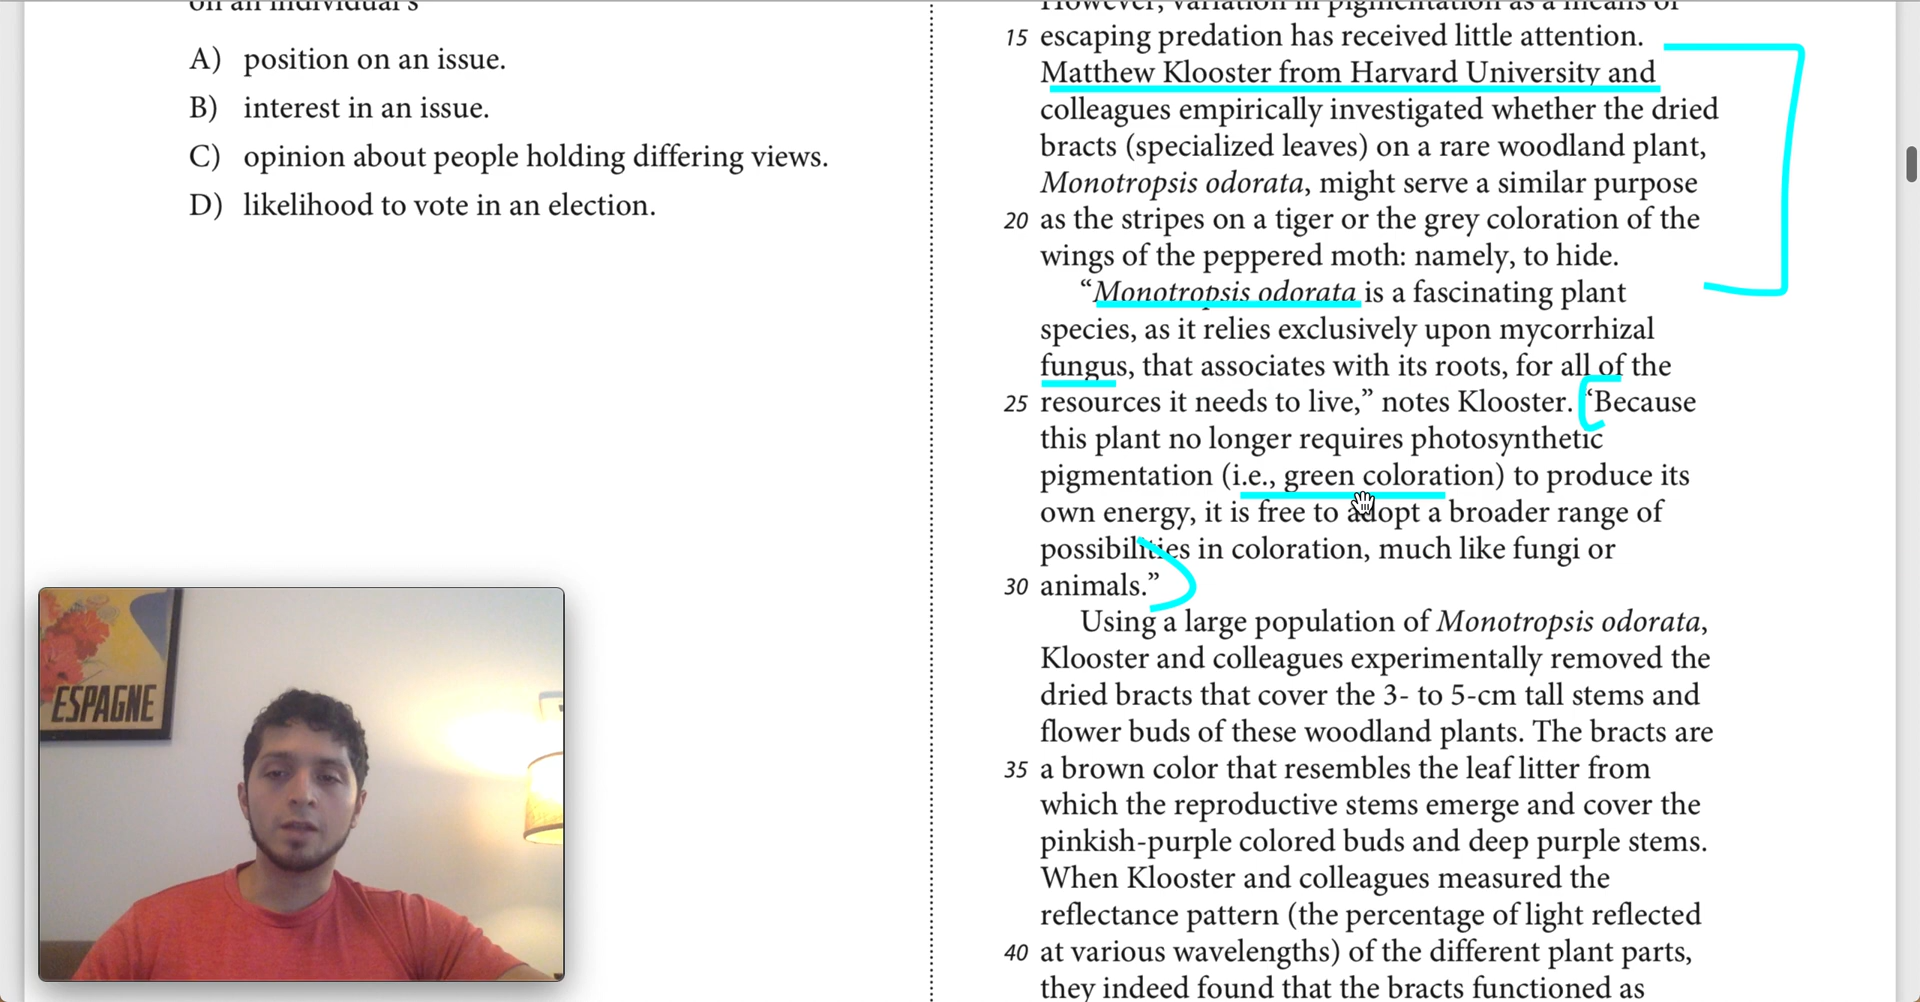 on an individual's
A) position on an issue.
B) interest in an issue.
C) opinion about people holding differing views.
D) likelihood to vote in an election.
However, variation in pigmentation as a means of
15 escaping predation has received little attention.
Matthew Klooster from Harvard University and
colleagues empirically investigated whether the dried
bracts (specialized leaves) on a rare woodland plant,
Monotropsis odorata, might serve a similar purpose
20 as the stripes on a tiger or the grey coloration of the
wings of the peppered moth: namely, to hide.
“Monotropsis odorata is a fascinating plant
species, as it relies exclusively upon mycorrhizal
fungus, that associates with its roots, for all of the
25 resources it needs to live,” notes Klooster. “Because
this plant no longer requires photosynthetic
pigmentation (i.e., green coloration) to produce its
own energy, it is free to adopt a broader range of
possibilities in coloration, much like fungi or
30 animals.”
Using a large population of Monotropsis odorata,
Klooster and colleagues experimentally removed the
dried bracts that cover the 3- to 5-cm tall stems and
flower buds of these woodland plants. The bracts are
35 a brown color that resembles the leaf litter from
which the reproductive stems emerge and cover the
pinkish-purple colored buds and deep purple stems.
When Klooster and colleagues measured the
reflectance pattern (the percentage of light reflected
40 at various wavelengths) of the different plant parts,
they indeed found that the bracts functioned as
ESPAGNE